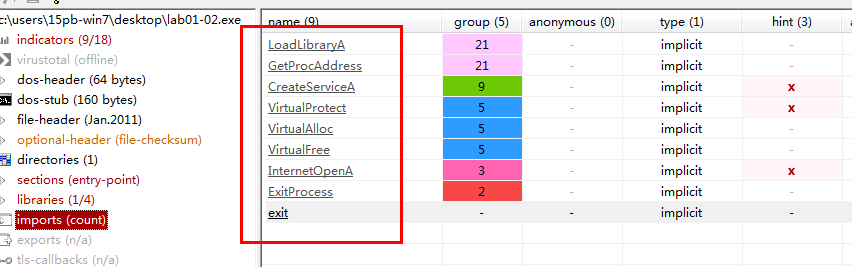 c:\users\15pb-win7\desktop\lab01-02.exe
indicators (9/18)
virustotal (offline)
dos-header (64 bytes)
dos-stub (160 bytes)
file-header (Jan.2011)
optional-header (file-checksum)
directories (1)
sections (entry-point)
libraries (1/4)
imports (count)
exports (n/a)
tls-callbacks (n/a)
name (9) group (5) anonymous (0) type (1) hint (3)
LoadLibraryA 21 - implicit -
GetProcAddress 21 - implicit -
CreateServiceA 9 - implicit x
VirtualProtect 5 - implicit x
VirtualAlloc 5 - implicit -
VirtualFree 5 - implicit -
InternetOpenA 3 - implicit x
ExitProcess 2 - implicit -
exit - - implicit -